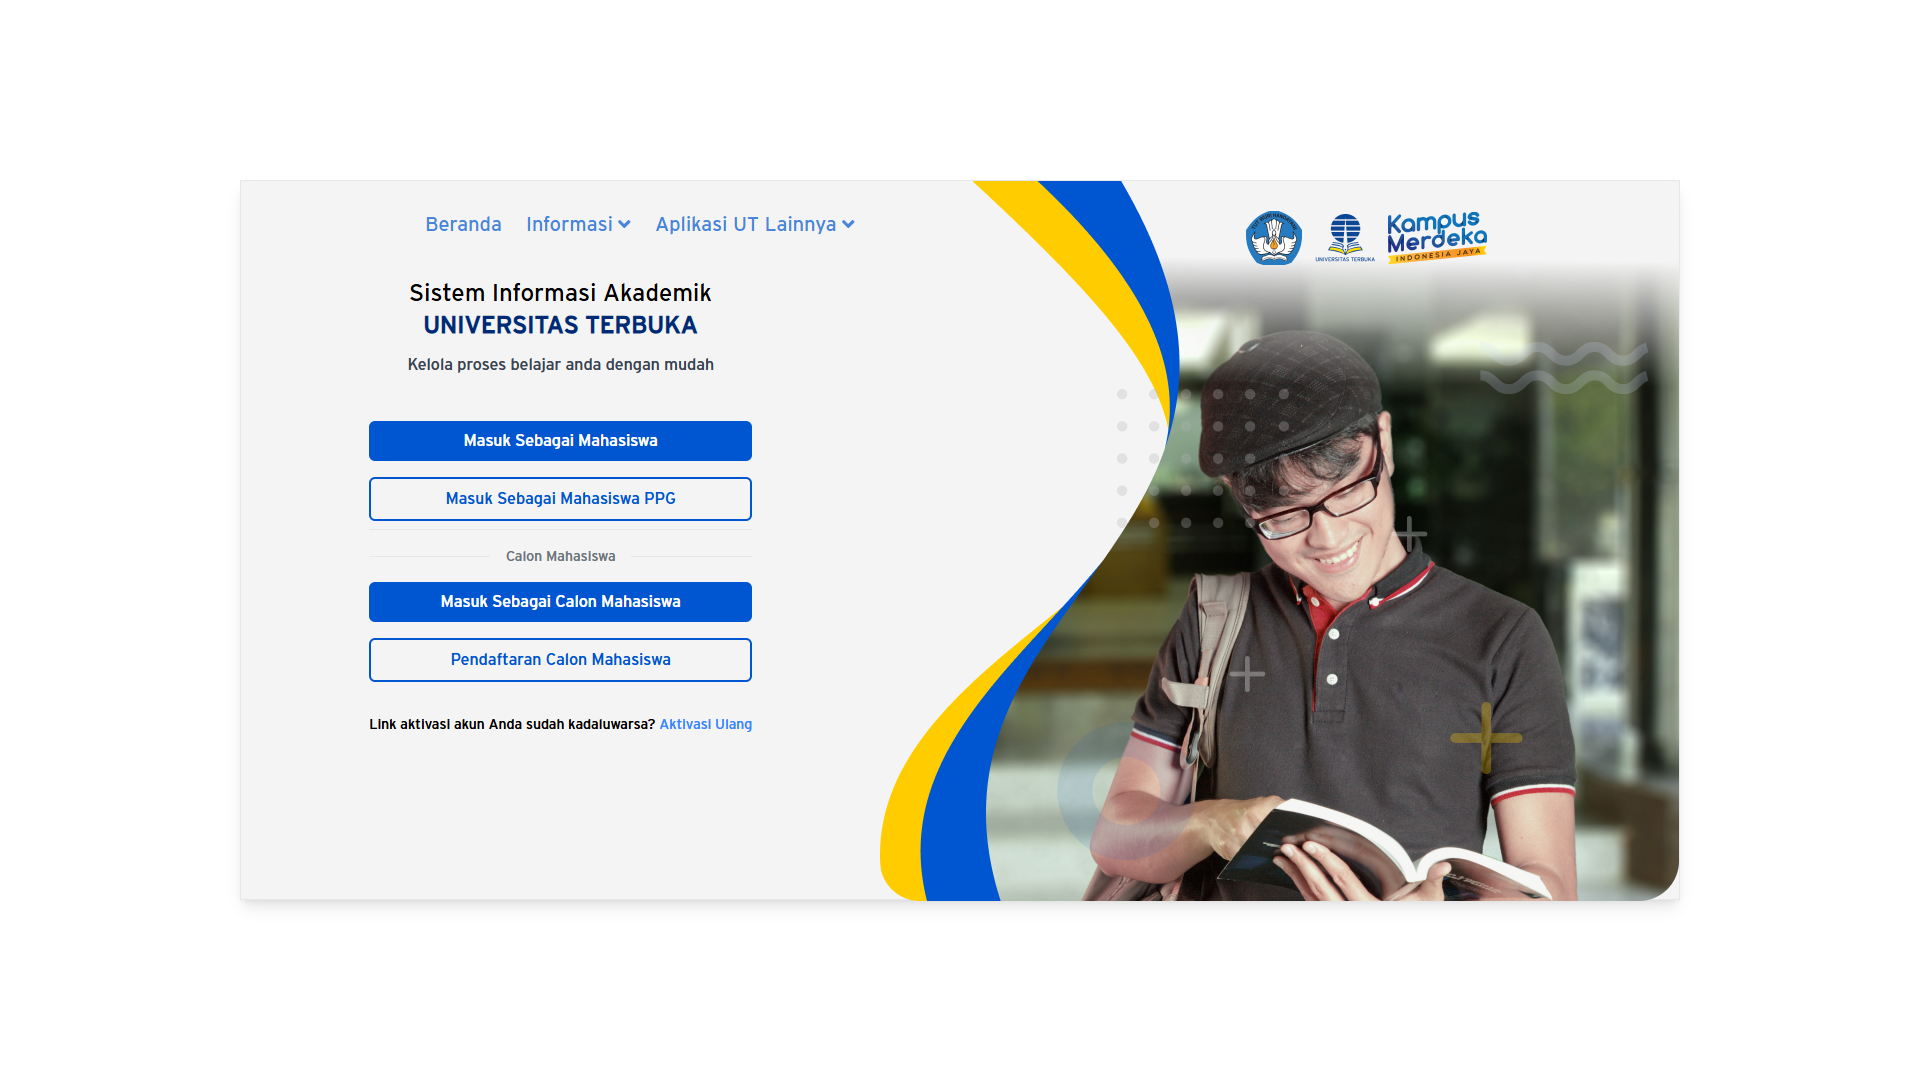 Beranda
Informasi
Aplikasi UT Lainnya
UNIVERSITAS TERBUKA
Kampus
Merdeka
INDONESIA JAYA
Sistem Informasi Akademik
UNIVERSITAS TERBUKA
Kelola proses belajar anda dengan mudah
Masuk Sebagai Mahasiswa
Masuk Sebagai Mahasiswa PPG
Calon Mahasiswa
Masuk Sebagai Calon Mahasiswa
Pendaftaran Calon Mahasiswa
Link aktivasi akun Anda sudah kadaluwarsa? Aktivasi Ulang